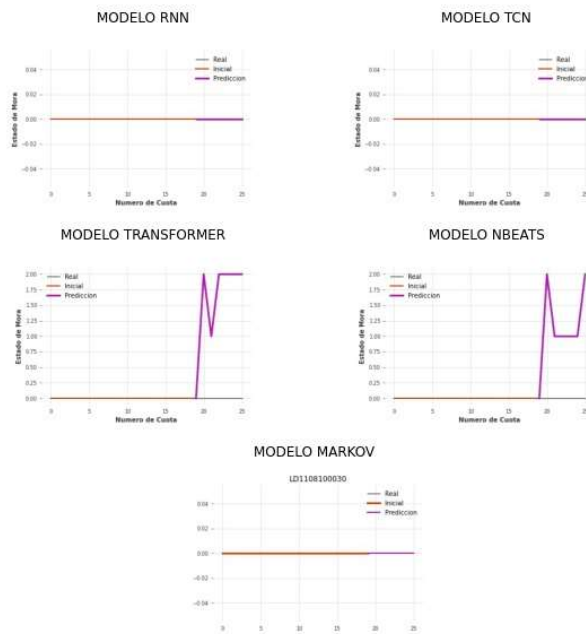 MODELO RNN
MODELO TCN
Real
Inicial
Prediccion
0.04
0.02
0.00
-0.02
-0.04
Estado de Mora
0 5 10 15 20 25
Numero de Cuota
Real
Inicial
Prediccion
0.04
0.02
0.00
-0.02
-0.04
Estado de Mora
0 5 10 15 20 25
Numero de Cuota
MODELO TRANSFORMER
MODELO NBEATS
Real
Inicial
Prediccion
2.00
1.75
1.50
1.25
1.00
0.75
0.50
0.25
0.00
Estado de Mora
0 5 10 15 20 25
Numero de Cuota
Real
Inicial
Prediccion
2.00
1.75
1.50
1.25
1.00
0.75
0.50
0.25
0.00
Estado de Mora
0 5 10 15 20 25
Numero de Cuota
MODELO MARKOV
LD1108100030
Real
Inicial
Prediccion
0.04
0.02
0.00
-0.02
-0.04
0 5 10 15 20 25